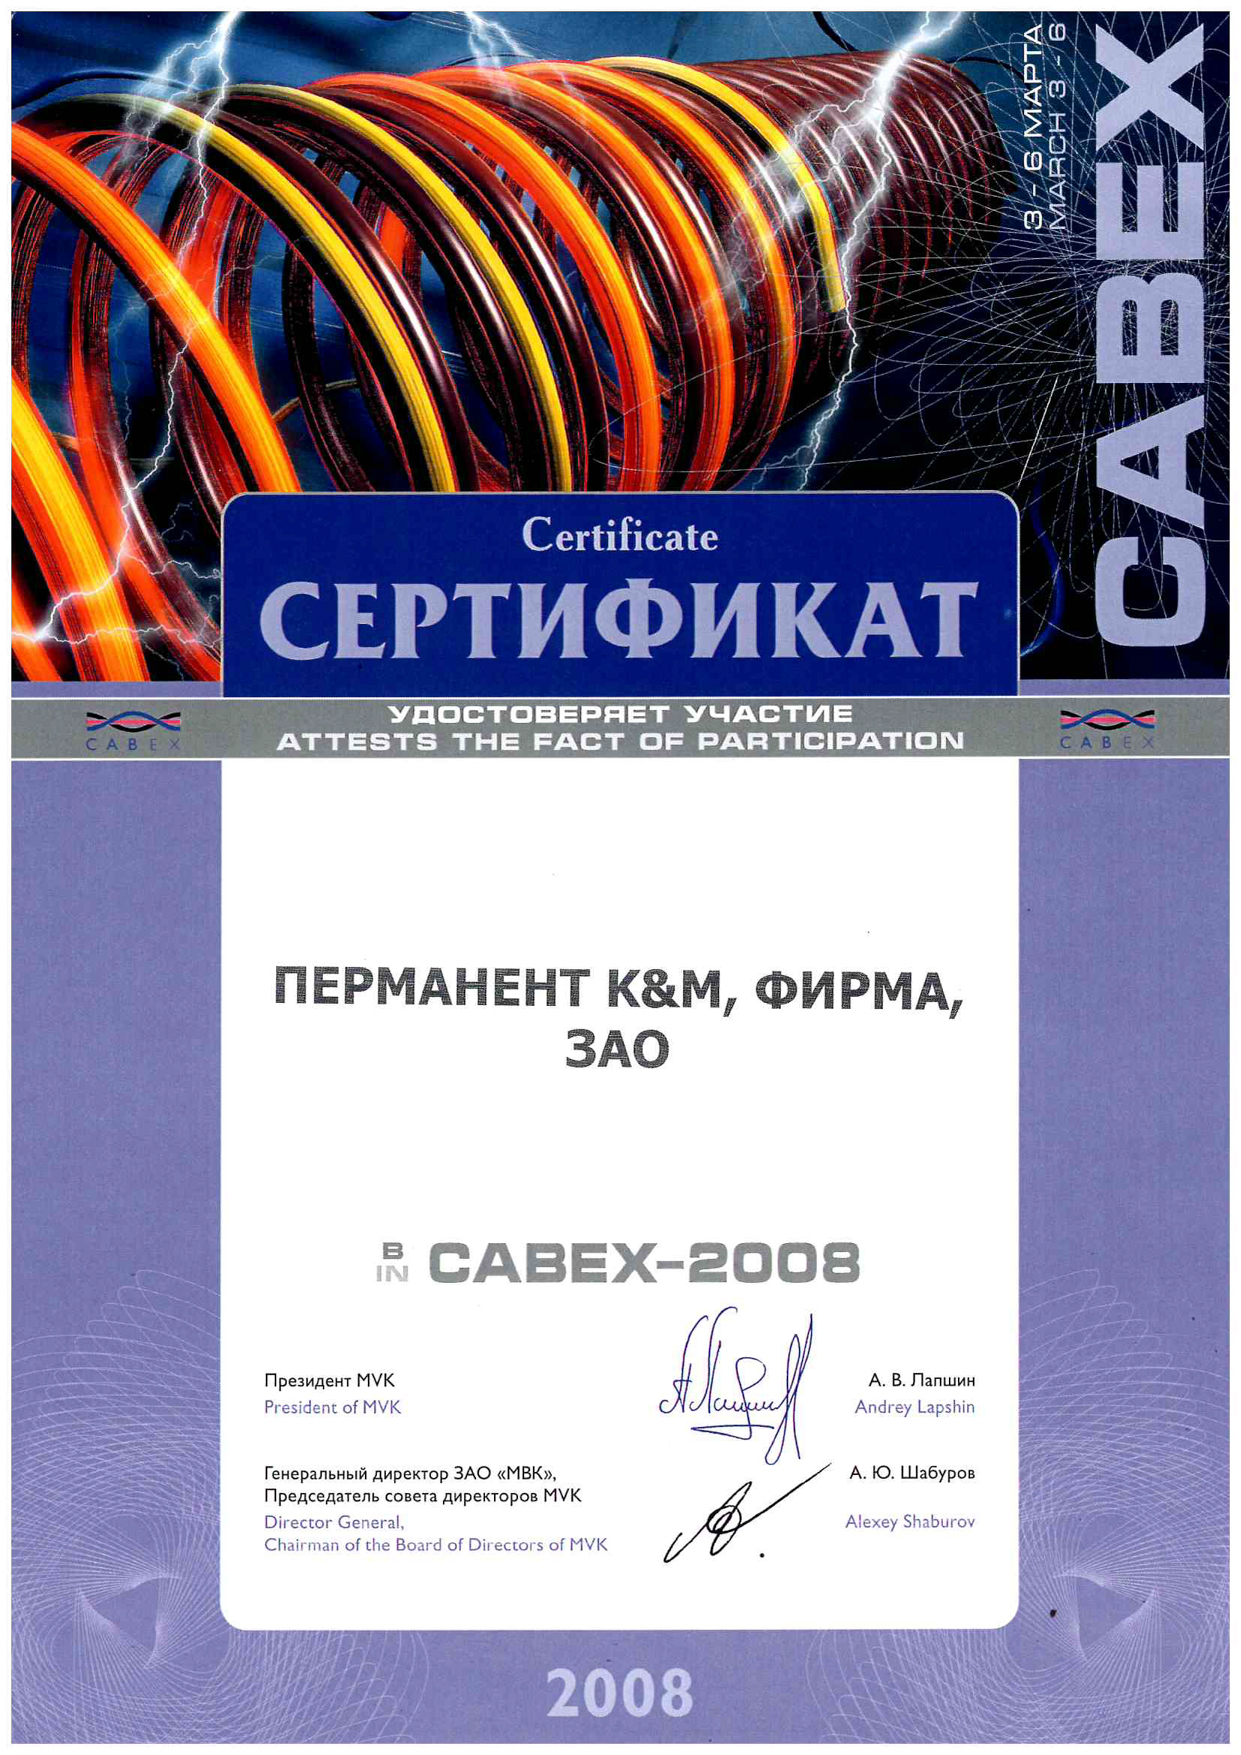 3 - 6 МАРТА
MARCH 3 - 6
CABEX
Certificate
СЕРТИФИКАТ
УДОСТОВЕРЯЕТ УЧАСТИЕ
ATTESTS THE FACT OF PARTICIPATION
CABEX
CABEX
ПЕРМАНЕНТ К&М, ФИРМА,
ЗАО
В
IN
CABEX-2008
Президент MVK
А. В. Лапшин
President of MVK
Andrey Lapshin
Генеральный директор ЗАО «МВК»,
А. Ю. Шабуров
Председатель совета директоров MVK
Director General,
Alexey Shaburov
Chairman of the Board of Directors of MVK
2008